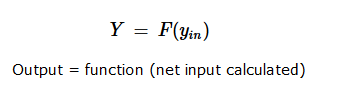 Y = F(y_in)
Output = function (net input calculated)